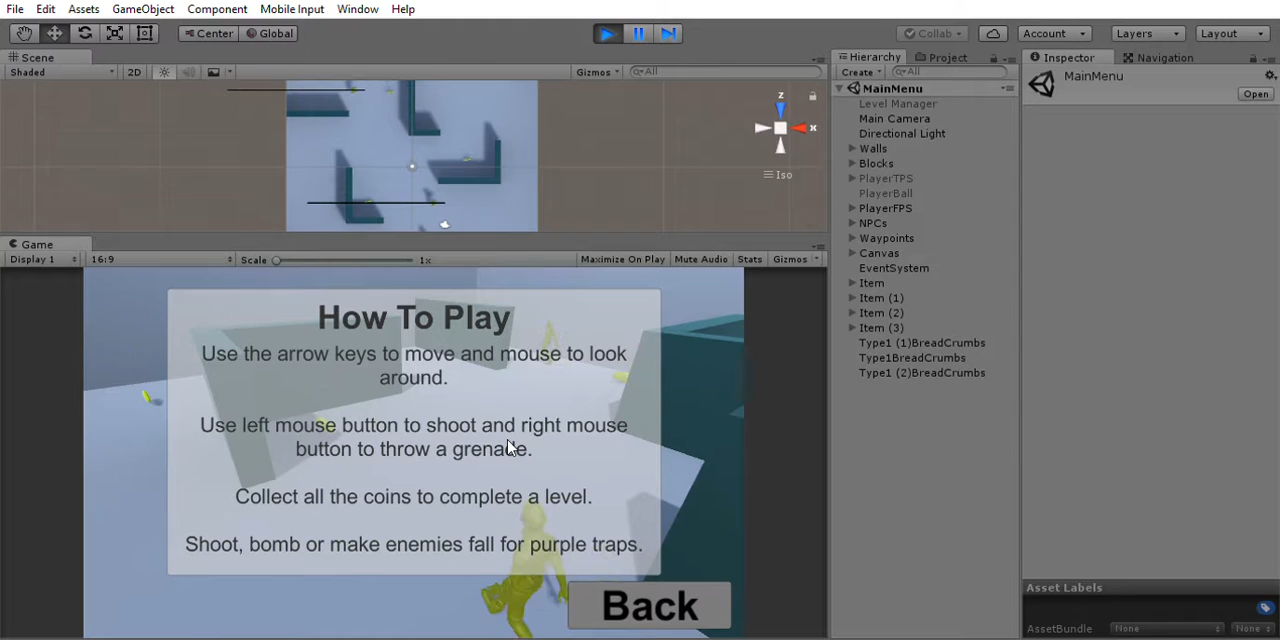 File Edit Assets GameObject Component Mobile Input Window Help
Center Global Collab Account Layers Layout
Scene
Shaded 2D Gizmos All
z
x
Iso
Game
Display 1 16:9 Scale 1x Maximize On Play Mute Audio Stats Gizmos
How To Play
Use the arrow keys to move and mouse to look
around.
Use left mouse button to shoot and right mouse
button to throw a grenade.
Collect all the coins to complete a level.
Shoot, bomb or make enemies fall for purple traps.
Back
Hierarchy Project
Create All
MainMenu
Level Manager
Main Camera
Directional Light
Walls
Blocks
PlayerTPS
PlayerBall
PlayerFPS
NPCs
Waypoints
Canvas
EventSystem
Item
Item (1)
Item (2)
Item (3)
Type1 (1)BreadCrumbs
Type1BreadCrumbs
Type1 (2)BreadCrumbs
Inspector Navigation
MainMenu
Open
Asset Labels
AssetBundle None None